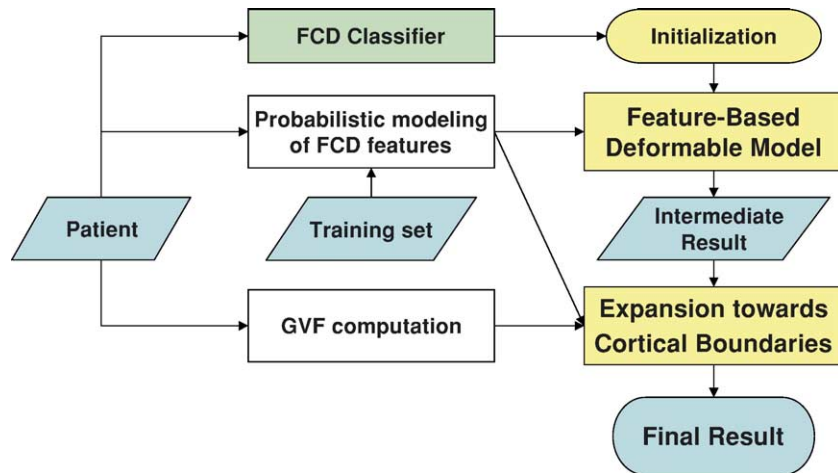 FCD Classifier
Initialization
Probabilistic modeling
of FCD features
Feature-Based
Deformable Model
Patient
Training set
Intermediate
Result
GVF computation
Expansion towards
Cortical Boundaries
Final Result